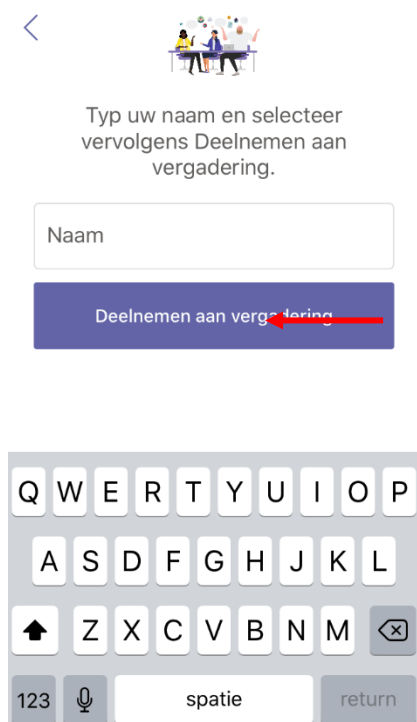 Typ uw naam en selecteer
vervolgens Deelnemen aan
vergadering.
Naam
Deelnemen aan vergadering
Q W E R T Y U I O P
A S D F G H J K L
Z X C V B N M
123 spatie return